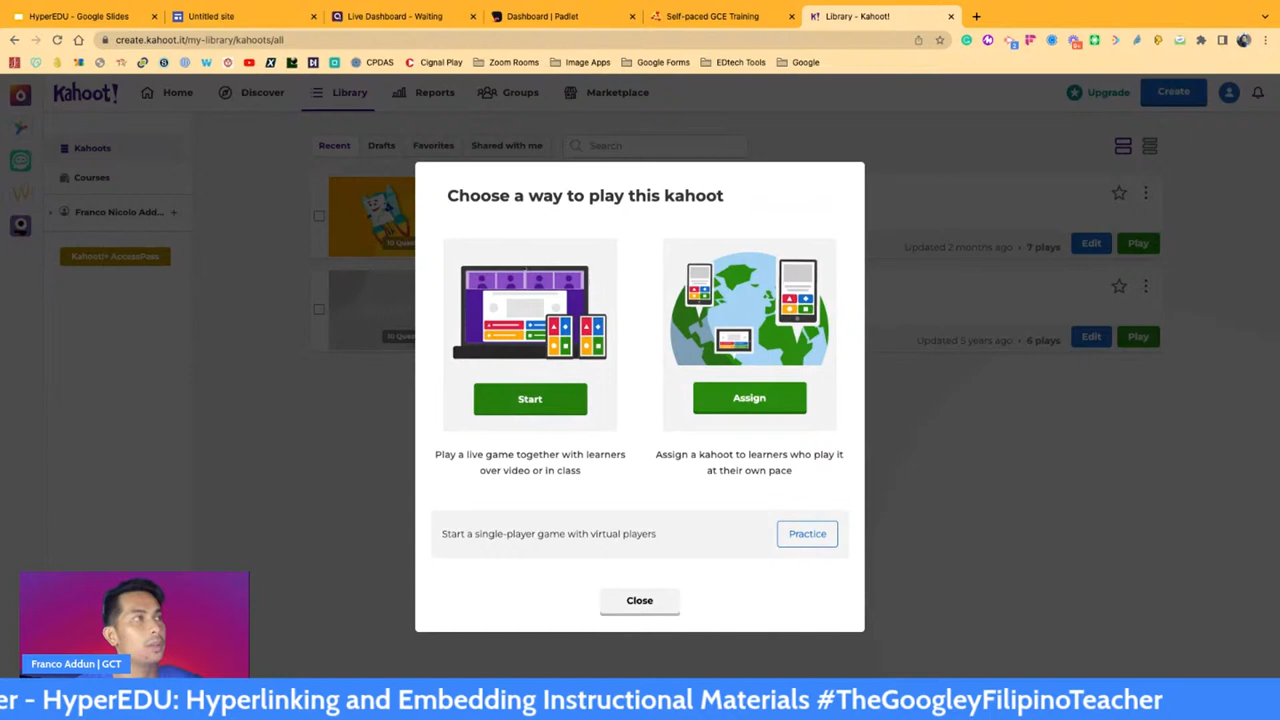 HyperEDU - Google Slides
Untitled site
Live Dashboard - Waiting
Dashboard | Padlet
Self-paced GCE Training
Library - Kahoot!
create.kahoot.it/my-library/kahoots/all
CPDAS
Cignal Play
Zoom Rooms
Image Apps
Google Forms
EDtech Tools
Google
Kahoot!
Home
Discover
Library
Reports
Groups
Marketplace
Upgrade
Create
Kahoots
Courses
Franco Nicolo Add...
Kahoot!+ AccessPass
Recent
Drafts
Favorites
Shared with me
Search
Updated 2 months ago • 7 plays
Edit
Play
Updated 5 years ago • 6 plays
Edit
Play
Choose a way to play this kahoot
Start
Play a live game together with learners
over video or in class
Assign
Assign a kahoot to learners who play it
at their own pace
Start a single-player game with virtual players
Practice
Close
Franco Addun | GCT
er - HyperEDU: Hyperlinking and Embedding Instructional Materials #TheGoogleyFilipinoTeacher